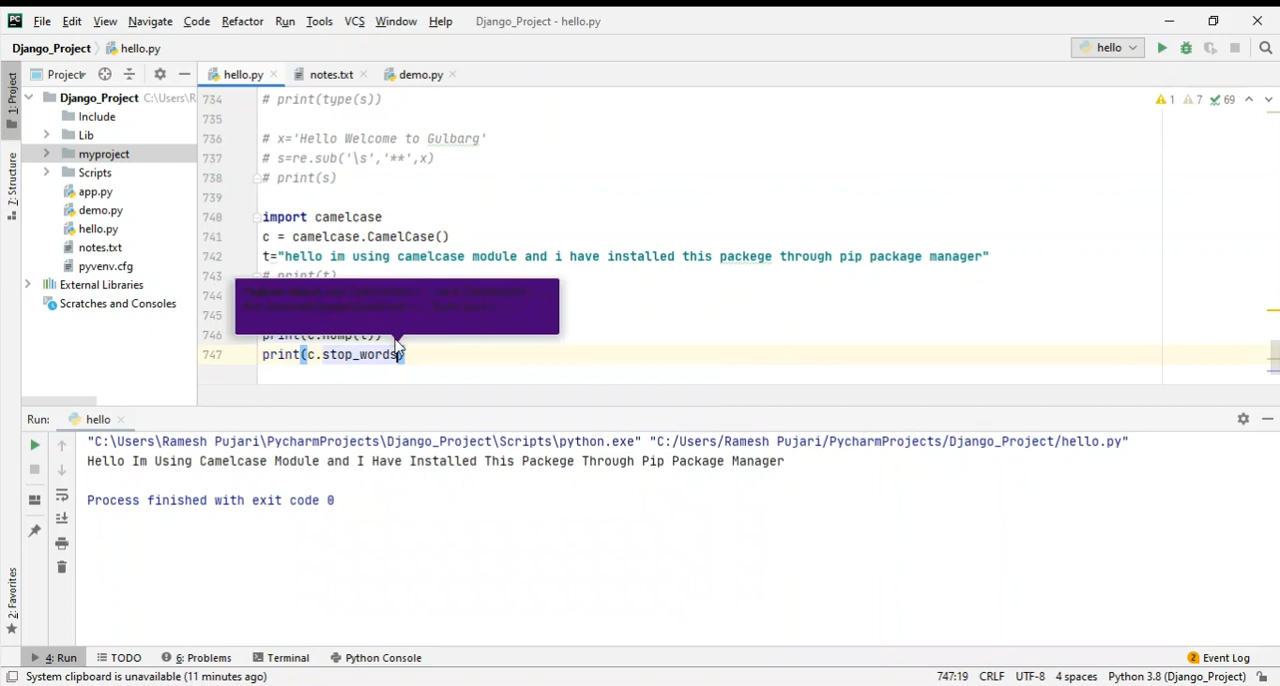 File Edit View Navigate Code Refactor Run Tools VCS Window Help Django_Project - hello.py
Django_Project hello.py hello
Project hello.py notes.txt demo.py
1: Project
7: Structure
2: Favorites
Django_Project C:\Users\R
Include
Lib
myproject
Scripts
app.py
demo.py
hello.py
notes.txt
pyvenv.cfg
External Libraries
Scratches and Consoles
1 7 69
734 # print(type(s))
735
736 # x='Hello Welcome to Gulbarg'
737 # s=re.sub('\s','**',x)
738 # print(s)
739
740 import camelcase
741 c = camelcase.CamelCase()
742 t="hello im using camelcase module and i have installed this packege through pip package manager"
743 # print(t)
744
745
746 print(c.hump(t))
747 print(c.stop_words)
Run: hello
"C:\Users\Ramesh Pujari\PycharmProjects\Django_Project\Scripts\python.exe" "C:/Users/Ramesh Pujari/PycharmProjects/Django_Project/hello.py"
Hello Im Using Camelcase Module and I Have Installed This Packege Through Pip Package Manager
Process finished with exit code 0
4: Run TODO 6: Problems Terminal Python Console 2 Event Log
System clipboard is unavailable (11 minutes ago) 747:19 CRLF UTF-8 4 spaces Python 3.8 (Django_Project)